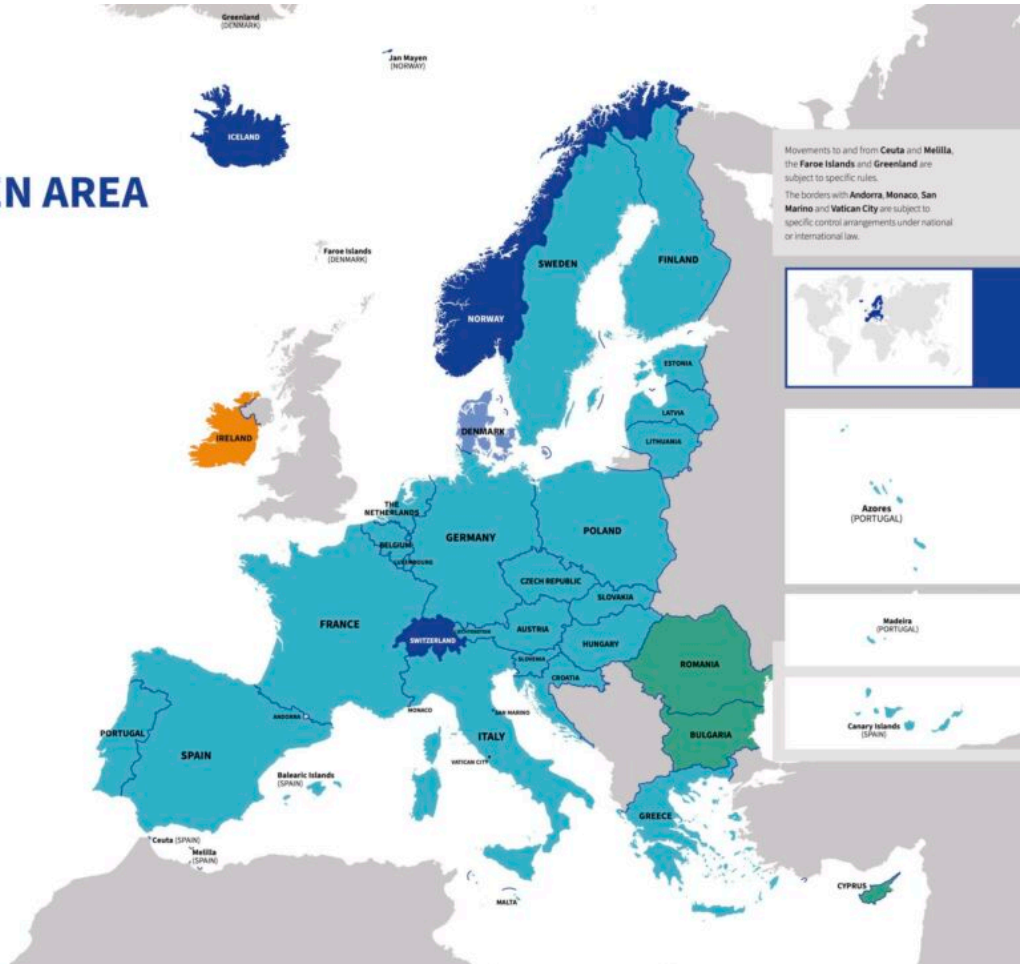 Greenland
(DENMARK)
Jan Mayen
(NORWAY)
ICELAND
EN AREA
Movements to and from Ceuta and Melilla,
the Faroe Islands and Greenland are
subject to specific rules.
The borders with Andorra, Monaco, San
Marino and Vatican City are subject to
specific control arrangements under national
or international law.
Faroe Islands
(DENMARK)
SWEDEN
FINLAND
NORWAY
ESTONIA
LATVIA
LITHUANIA
DENMARK
IRELAND
THE
NETHERLANDS
BELGIUM
LUXEMBOURG
GERMANY
POLAND
CZECH REPUBLIC
SLOVAKIA
FRANCE
SWITZERLAND
LIECHTENSTEIN
AUSTRIA
HUNGARY
SLOVENIA
CROATIA
ROMANIA
BULGARIA
MONACO
SAN MARINO
ANDORRA
ITALY
VATICAN CITY
PORTUGAL
SPAIN
Balearic Islands
(SPAIN)
Ceuta (SPAIN)
Melilla
(SPAIN)
MALTA
GREECE
CYPRUS
Azores
(PORTUGAL)
Madeira
(PORTUGAL)
Canary Islands
(SPAIN)